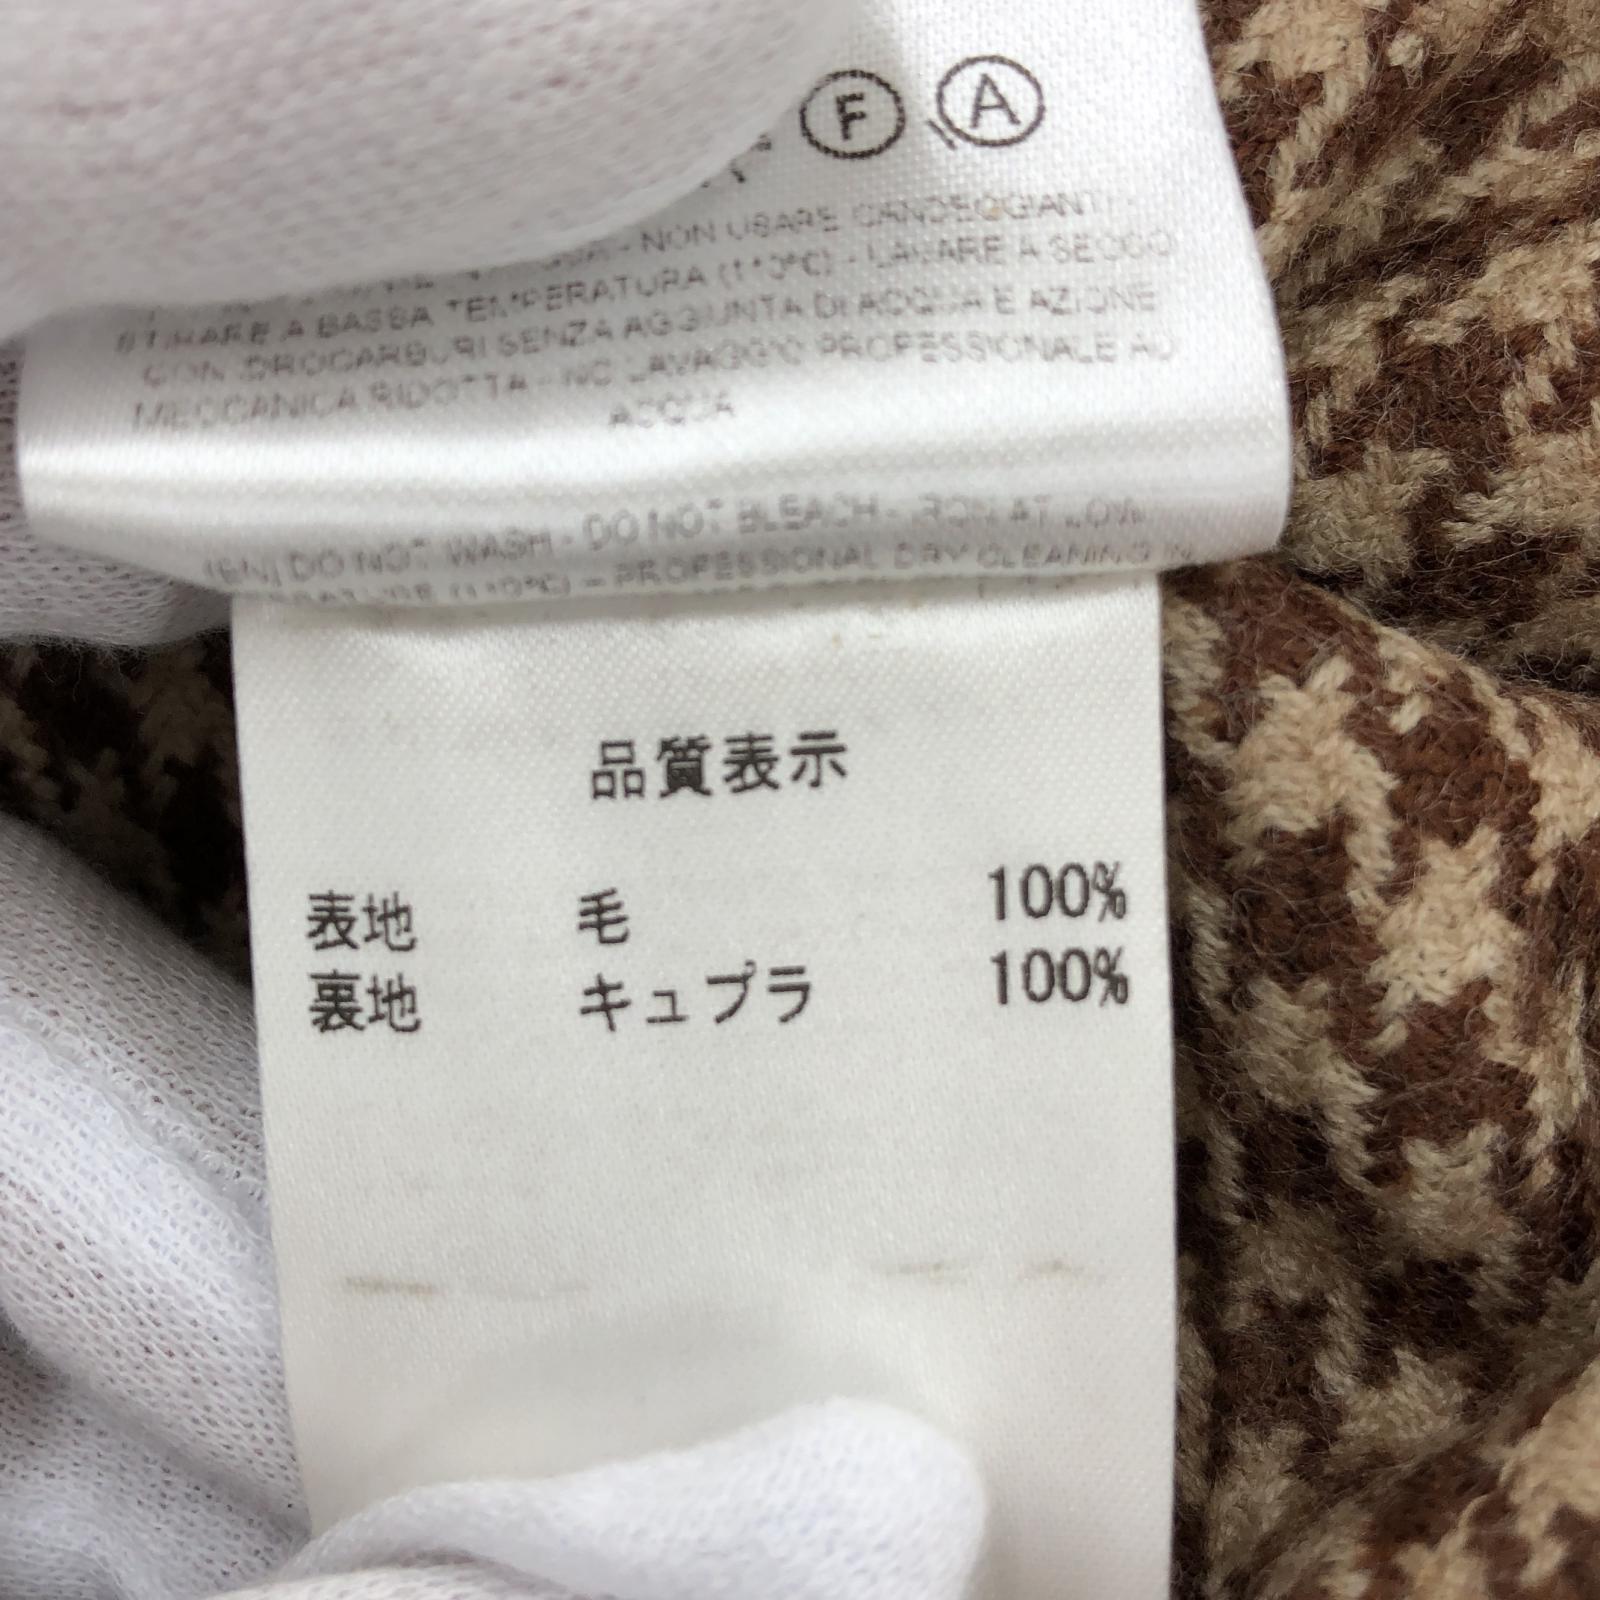 F A
- NON USARE CANDEGGIANTI -
STIRARE A BASSA TEMPERATURA (110°C) - LAVARE A SECCO
CON IDROCARBURI SENZA AGGIUNTA DI ACQUA E AZIONE
MECCANICA RIDOTTA - NO LAVAGGIO PROFESSIONALE AD
ACQUA
(EN) DO NOT WASH - DO NOT BLEACH - IRON AT LOW
(110°C) - PROFESSIONAL DRY CLEANING IN
品質表示
表地 毛 100%
裏地 キュプラ 100%